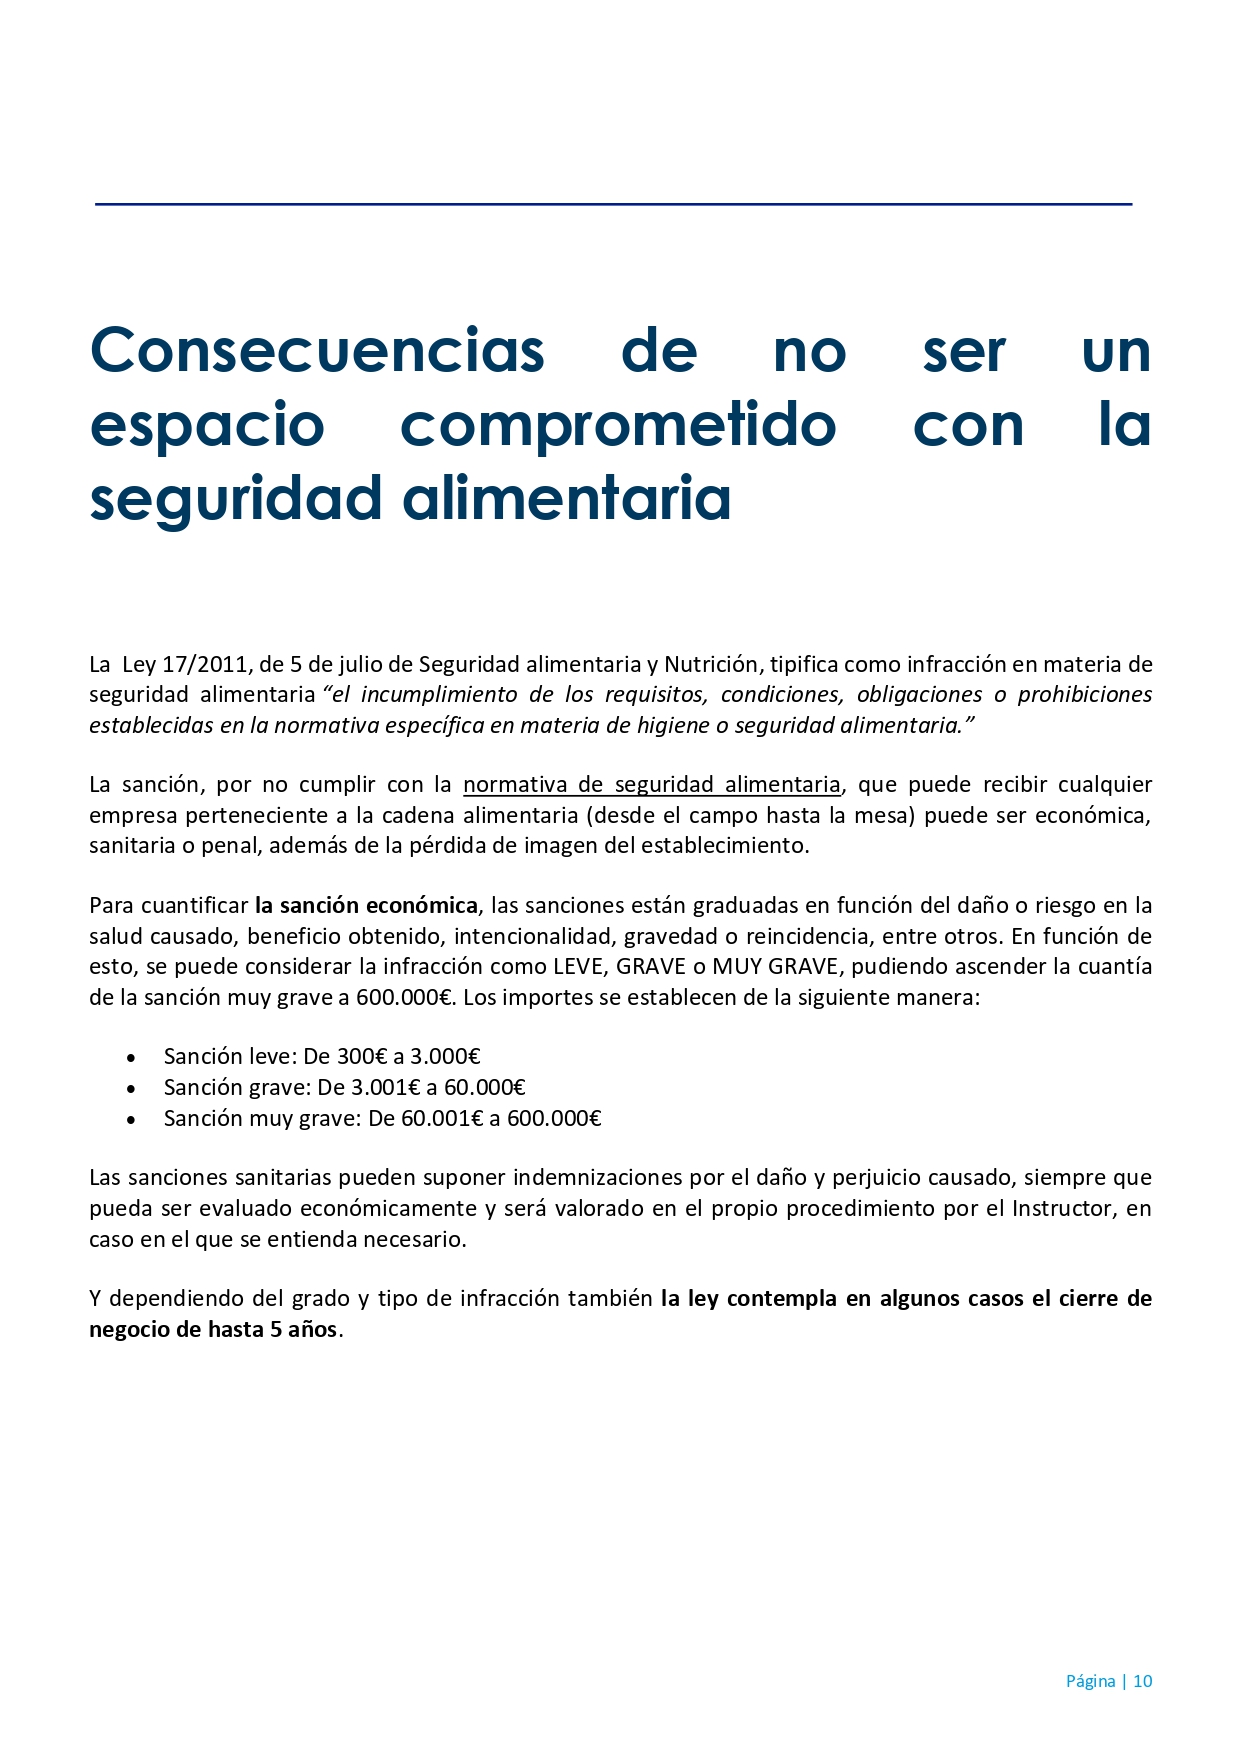 Consecuencias de no ser un
espacio comprometido con la
seguridad alimentaria
La  Ley 17/2011, de 5 de julio de Seguridad alimentaria y Nutrición, tipifica como infracción en materia de
seguridad alimentaria “el incumplimiento de los requisitos, condiciones, obligaciones o prohibiciones
establecidas en la normativa específica en materia de higiene o seguridad alimentaria.”
La sanción, por no cumplir con la normativa de seguridad alimentaria, que puede recibir cualquier
empresa perteneciente a la cadena alimentaria (desde el campo hasta la mesa) puede ser económica,
sanitaria o penal, además de la pérdida de imagen del establecimiento.
Para cuantificar la sanción económica, las sanciones están graduadas en función del daño o riesgo en la
salud causado, beneficio obtenido, intencionalidad, gravedad o reincidencia, entre otros. En función de
esto, se puede considerar la infracción como LEVE, GRAVE o MUY GRAVE, pudiendo ascender la cuantía
de la sanción muy grave a 600.000€. Los importes se establecen de la siguiente manera:
• Sanción leve: De 300€ a 3.000€
• Sanción grave: De 3.001€ a 60.000€
• Sanción muy grave: De 60.001€ a 600.000€
Las sanciones sanitarias pueden suponer indemnizaciones por el daño y perjuicio causado, siempre que
pueda ser evaluado económicamente y será valorado en el propio procedimiento por el Instructor, en
caso en el que se entienda necesario.
Y dependiendo del grado y tipo de infracción también la ley contempla en algunos casos el cierre de
negocio de hasta 5 años.
Página | 10